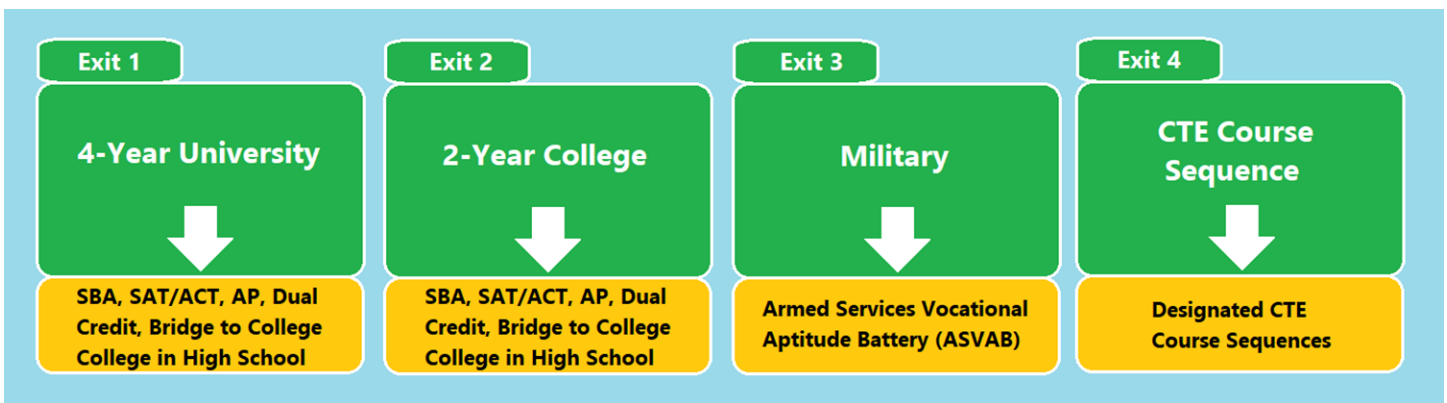 Exit 1
4-Year University
SBA, SAT/ACT, AP, Dual
Credit, Bridge to College
College in High School
Exit 2
2-Year College
SBA, SAT/ACT, AP, Dual
Credit, Bridge to College
College in High School
Exit 3
Military
Armed Services Vocational
Aptitude Battery (ASVAB)
Exit 4
CTE Course
Sequence
Designated CTE
Course Sequences